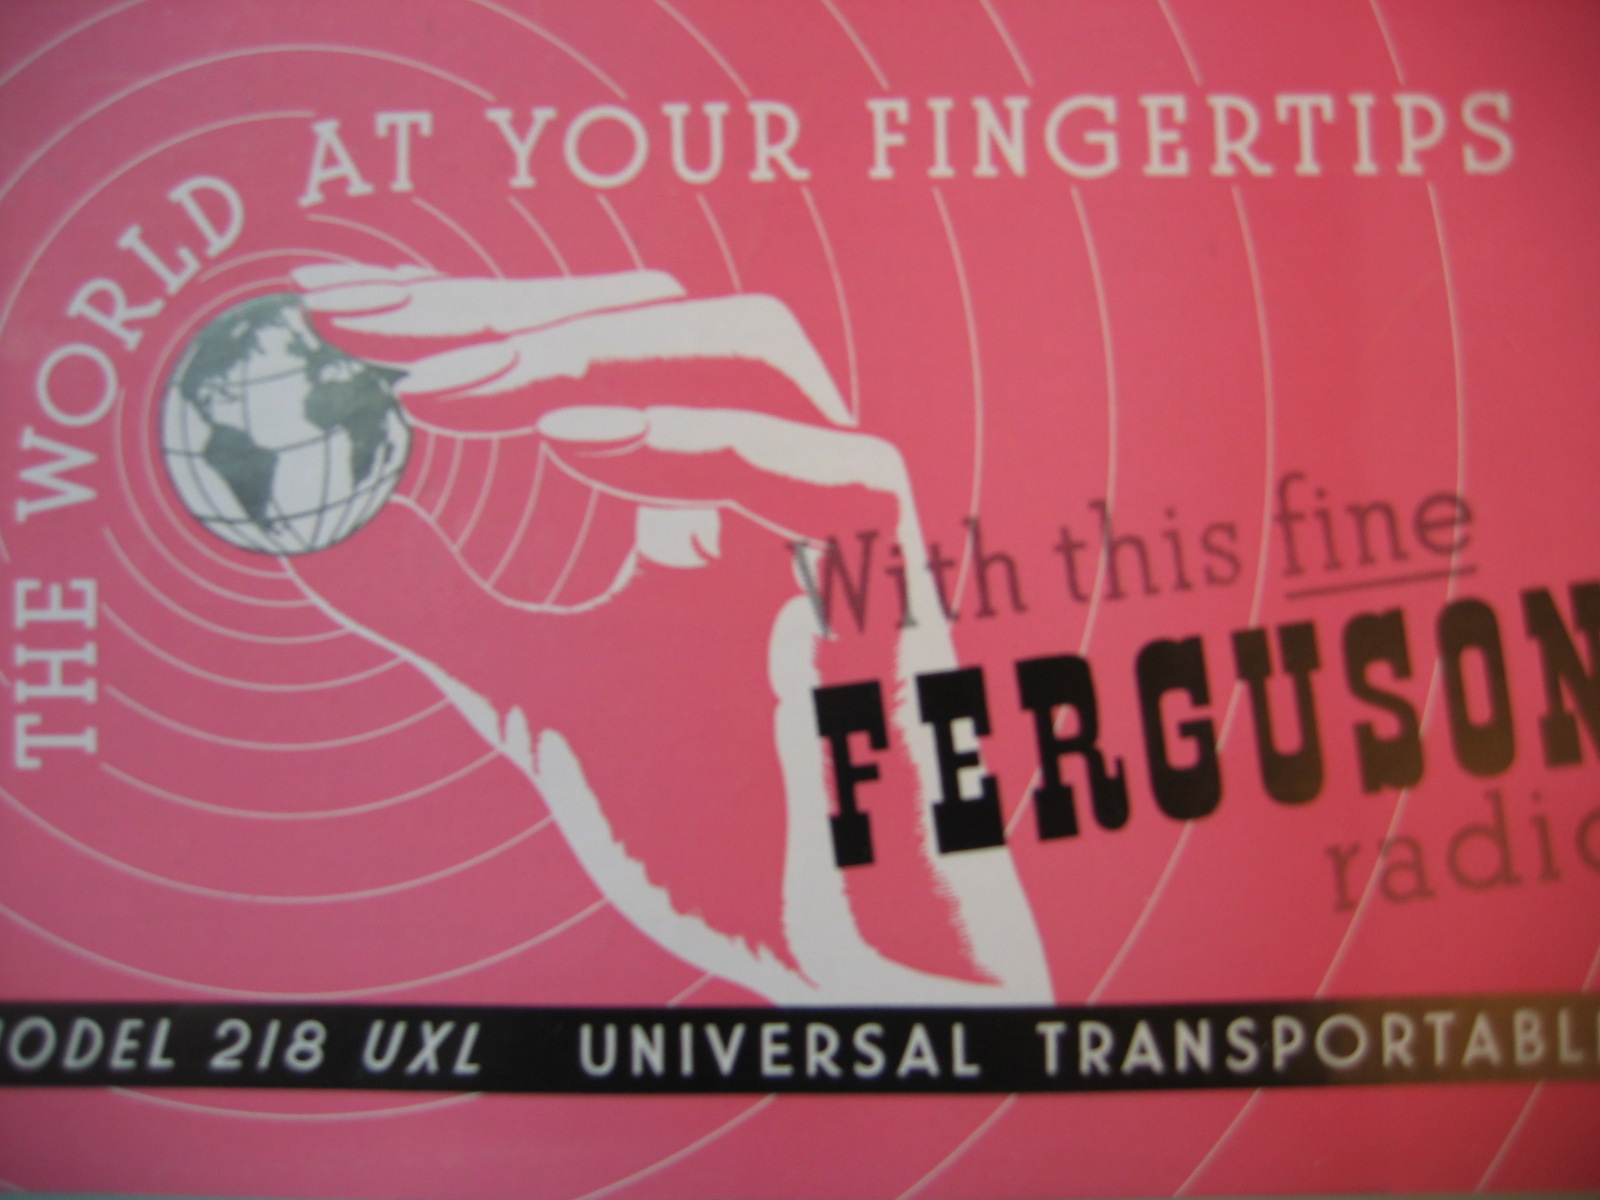 THE WORLD AT YOUR FINGERTIPS
With this fine
FERGUSON
radio
MODEL 218 UXL UNIVERSAL TRANSPORTABLE